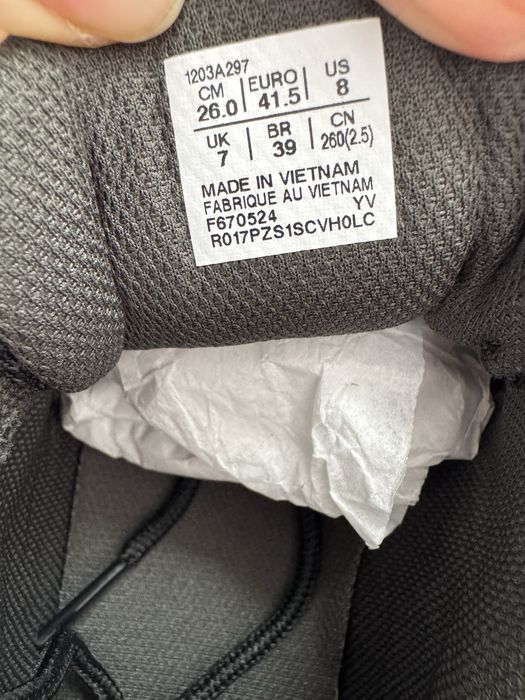 1203A297
CM EURO US
26.0 41.5 8
UK BR CN
7 39 260(2.5)
MADE IN VIETNAM
FABRIQUE AU VIETNAM
F670524 YV
R017PZS1SCVH0LC